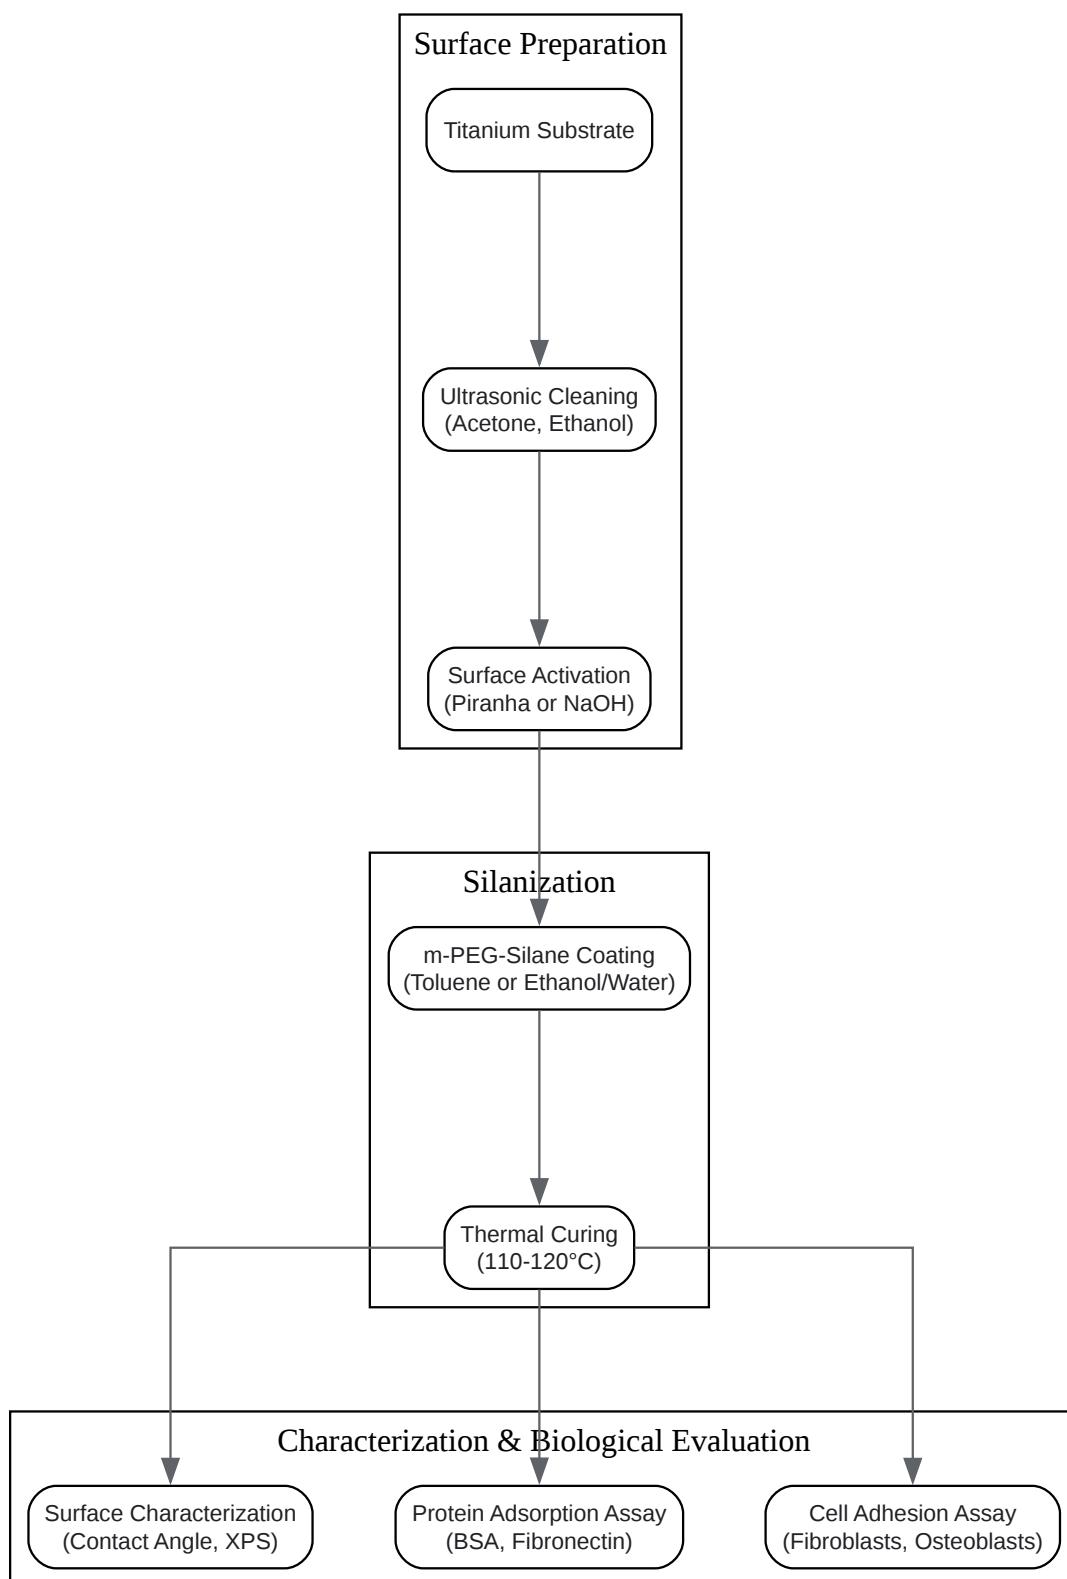 Surface Preparation
Titanium Substrate
Ultrasonic Cleaning
(Acetone, Ethanol)
Surface Activation
(Piranha or NaOH)
Silanization
m-PEG-Silane Coating
(Toluene or Ethanol/Water)
Thermal Curing
(110-120°C)
Characterization & Biological Evaluation
Surface Characterization
(Contact Angle, XPS)
Protein Adsorption Assay
(BSA, Fibronectin)
Cell Adhesion Assay
(Fibroblasts, Osteoblasts)